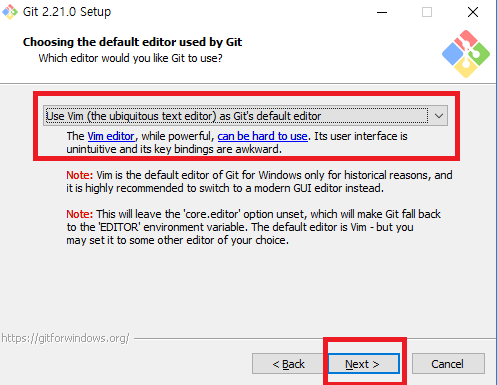 Git 2.21.0 Setup
Choosing the default editor used by Git
Which editor would you like Git to use?
Use Vim (the ubiquitous text editor) as Git's default editor
The Vim editor, while powerful, can be hard to use. Its user interface is
unintuitive and its key bindings are awkward.
Note: Vim is the default editor of Git for Windows only for historical reasons, and
it is highly recommended to switch to a modern GUI editor instead.
Note: This will leave the 'core.editor' option unset, which will make Git fall back
to the 'EDITOR' environment variable. The default editor is Vim - but you
may set it to some other editor of your choice.
https://gitforwindows.org/
< Back
Next >
Cancel